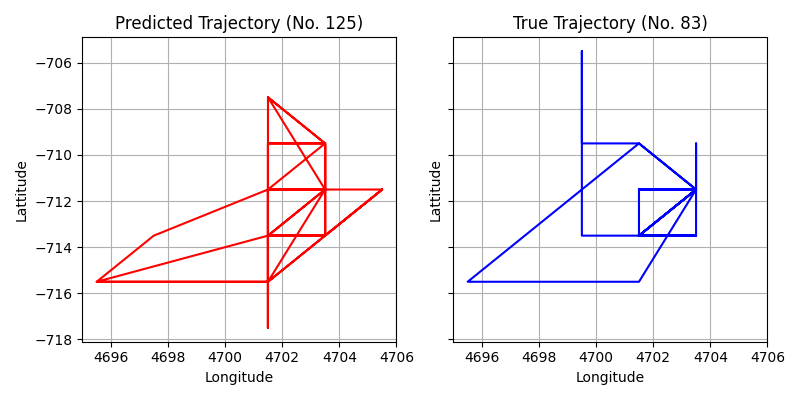 Predicted Trajectory (No. 125)
True Trajectory (No. 83)
Lattitude
−706
−708
−710
−712
−714
−716
−718
4696 4698 4700 4702 4704 4706
Longitude
Lattitude
4696 4698 4700 4702 4704 4706
Longitude